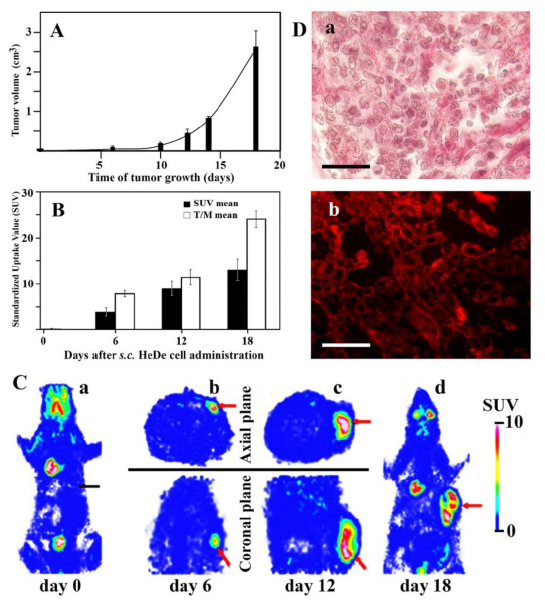 A
Tumor volume (cm³)
3
2
1
0
5
10
15
20
Time of tumor growth (days)
B
SUV mean
T/M mean
Standardized Uptake Value (SUV)
30
20
10
0
6
12
18
Days after s.c. HeDe cell administration
D
a
b
C
a
b
c
d
Axial plane
Coronal plane
SUV
10
0
day 0
day 6
day 12
day 18